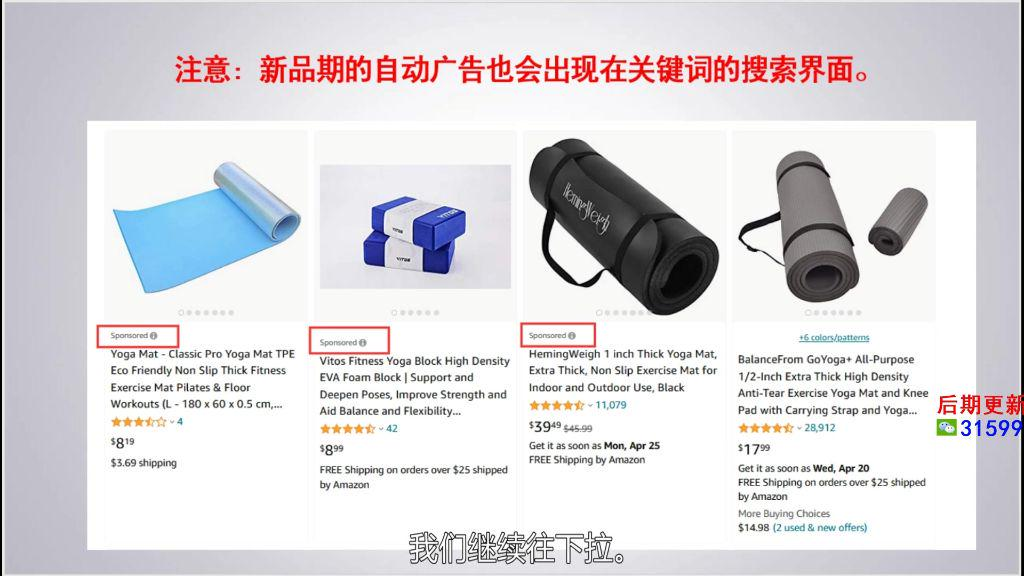 注意：新品期的自动广告也会出现在关键词的搜索界面。
VITOS
VITOS
HemingWeigh
Sponsored
Yoga Mat - Classic Pro Yoga Mat TPE
Eco Friendly Non Slip Thick Fitness
Exercise Mat Pilates & Floor
Workouts (L - 180 x 60 x 0.5 cm,...
4
$8.19
$3.69 shipping
Sponsored
Vitos Fitness Yoga Block High Density
EVA Foam Block | Support and
Deepen Poses, Improve Strength and
Aid Balance and Flexibility...
42
$8.99
FREE Shipping on orders over $25 shipped
by Amazon
Sponsored
HemingWeigh 1 inch Thick Yoga Mat,
Extra Thick, Non Slip Exercise Mat for
Indoor and Outdoor Use, Black
11,079
$39.49 $45.99
Get it as soon as Mon, Apr 25
FREE Shipping by Amazon
+6 colors/patterns
BalanceFrom GoYoga+ All-Purpose
1/2-Inch Extra Thick High Density
Anti-Tear Exercise Yoga Mat and Knee
Pad with Carrying Strap and Yoga...
28,912
$17.99
Get it as soon as Wed, Apr 20
FREE Shipping on orders over $25 shipped
by Amazon
More Buying Choices
$14.98 (2 used & new offers)
后期更新
31599
我们继续往下拉。